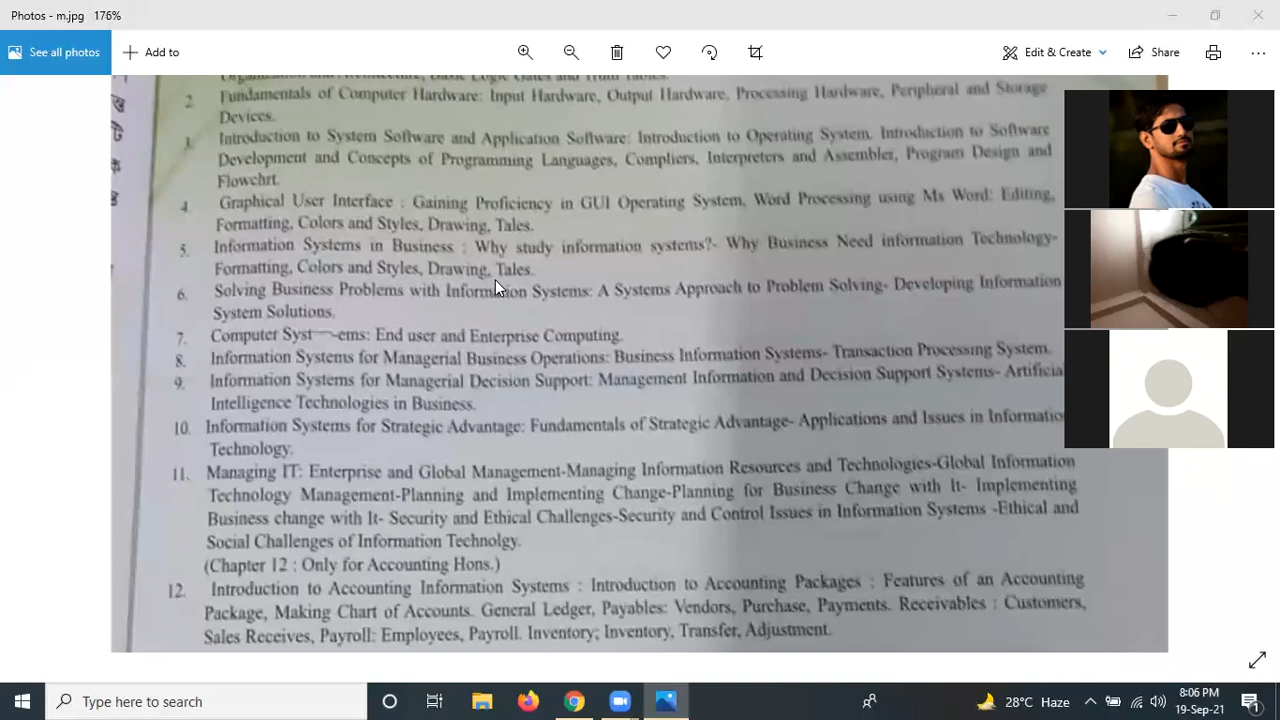 Photos - m.jpg 176%
See all photos
Add to
Edit & Create
Share
Organization and Architecture, Basic Logic Gates and Truth Tables.
2. Fundamentals of Computer Hardware: Input Hardware, Output Hardware, Processing Hardware, Peripheral and Storage
Devices.
3. Introduction to System Software and Application Software: Introduction to Operating System. Introduction to Software
Development and Concepts of Programming Languages, Compliers, Interpreters and Assembler, Program Design and
Flowchrt.
4. Graphical User Interface : Gaining Proficiency in GUI Operating System, Word Processing using Ms Word: Editing,
Formatting, Colors and Styles, Drawing, Tales.
5. Information Systems in Business : Why study information systems?- Why Business Need information Technology-
Formatting, Colors and Styles, Drawing, Tales.
6. Solving Business Problems with Information Systems: A Systems Approach to Problem Solving- Developing Information
System Solutions.
7. Computer Syst-ems: End user and Enterprise Computing.
8. Information Systems for Managerial Business Operations: Business Information Systems- Transaction Processing System.
9. Information Systems for Managerial Decision Support: Management Information and Decision Support Systems- Artificial
Intelligence Technologies in Business.
10. Information Systems for Strategic Advantage: Fundamentals of Strategic Advantage- Applications and Issues in Informatio
Technology.
11. Managing IT: Enterprise and Global Management-Managing Information Resources and Technologies-Global Information
Technology Management-Planning and Implementing Change-Planning for Business Change with It- Implementing
Business change with It- Security and Ethical Challenges-Security and Control Issues in Information Systems -Ethical and
Social Challenges of Information Technolgy.
(Chapter 12 : Only for Accounting Hons.)
12. Introduction to Accounting Information Systems : Introduction to Accounting Packages : Features of an Accounting
Package, Making Chart of Accounts. General Ledger, Payables: Vendors, Purchase, Payments. Receivables : Customers,
Sales Receives, Payroll: Employees, Payroll. Inventory; Inventory, Transfer, Adjustment.
Type here to search
28°C Haze
8:06 PM
19-Sep-21
1